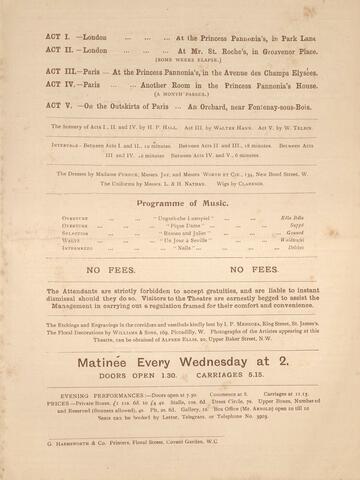 ACT I.—London ... ... ... At the Princess Pannonia's, in Park Lane
ACT II.—London ... ... ... At Mr. St. Roche's, in Grosvenor Place.
(SOME WEEKS ELAPSE.)
ACT III.—Paris ... At the Princess Pannonia's, in the Avenue des Champs Elysées.
ACT IV.—Paris ... ... Another Room in the Princess Pannonia's House.
(A MONTH PASSES.)
ACT V. —On the Outskirts of Paris ... An Orchard, near Fontenay-sous-Bois.
The Scenery of Acts I., II. and IV. by H. P. HALL. Act III. by WALTER HANN. Act V. by W. TELBIN.
INTERVALS—Between Acts I. and II., 10 minutes. Between Acts II and III., 18 minutes. Between Acts
III and IV. 12 minutes Between Acts IV. and V., 6 minutes.
The Dresses by Madame PURDUE, Messrs. JAY, and Messrs WORTH ET CIE., 134, New Bond Street, W.
The Uniforms by Messrs. L. & H. NATHAN. Wigs by CLARKSON.
Programme of Music.
OVERTURE ... ... ... "Ungarische Lustspiel" ... ... ... Kéla Béla
OVERTURE ... ... ... "Pique Dame" ... ... ... Suppé
SELECTION ... ... ... "Romeo and Juliet" ... ... ... Gounod
WALTZ ... ... ... "Un Jour à Seville" ... ... ... Waldteufel
INTERMEZZO ... ... ... "Naila" ... ... ... Delibes
NO FEES. NO FEES.
The Attendants are strictly forbidden to accept gratuities, and are liable to instant
dismissal should they do so. Visitors to the Theatre are earnestly begged to assist the
Management in carrying out a regulation framed for their comfort and convenience.
The Etchings and Engravings in the corridors and vestibule kindly lent by I. P. MENDOZA, King Street, St. James's.
The Floral Decorations by WILLIAMS & SONS, 169, Piccadilly, W. Photographs of the Artistes appearing at this
Theatre, can be obtained of ALFRED ELLIS, 20, Upper Baker Street, N.W.
Matinée Every Wednesday at 2.
DOORS OPEN 1.30. CARRIAGES 5.15.
EVENING PERFORMANCES:—Doors open at 7.30. Commence at 8. Carriages at 11.15.
PRICES—Private Boxes, £1 11s. 6d. to £4 4s. Stalls, 10s. 6d. Dress Circle, 7s. Upper Boxes, Numbered
and Reserved (Bonnets allowed), 4s. Pit, 2s. 6d. Gallery, 1s. Box Office (Mr. ARNOLD) open 10 till 10
Seats can be booked by Letter, Telegram, or Telephone No. 3903.
G. HARMSWORTH & Co. Printers, Floral Street, Covent Garden, W.C